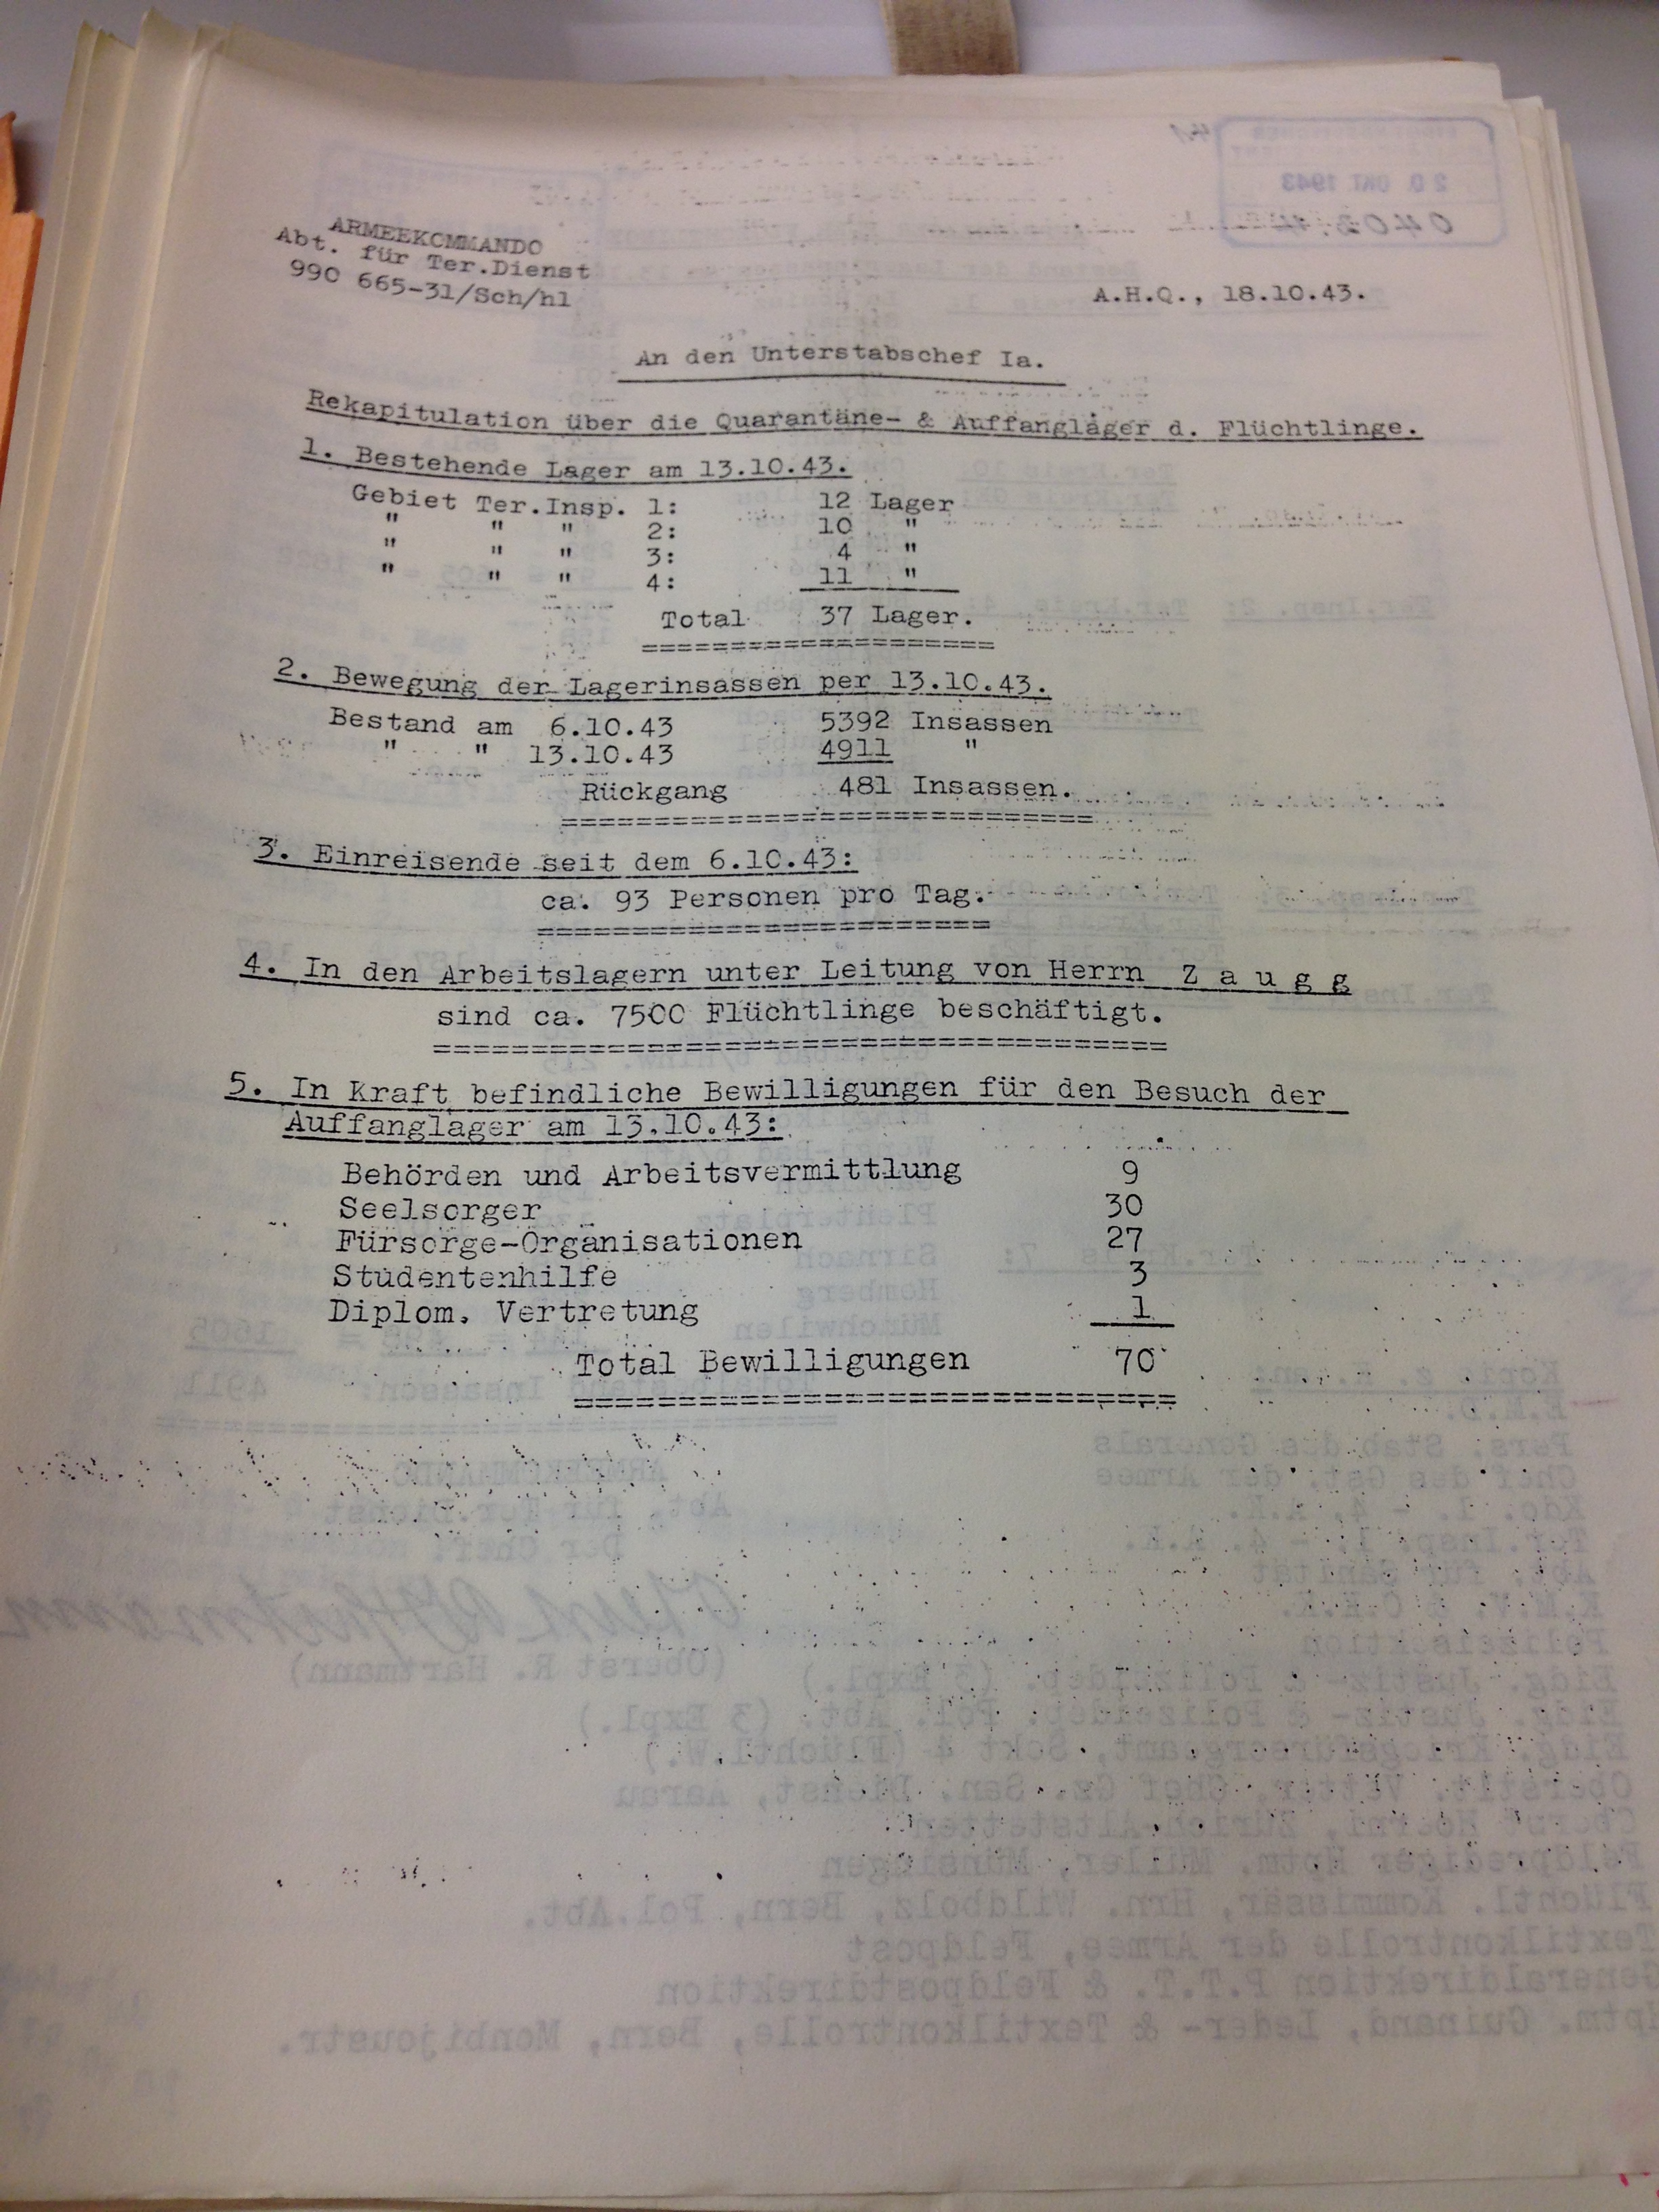 ARMEEKOMMANDO
Abt. für Ter.Dienst
990 665-31/Sch/hl
A.H.Q., 18.10.43.
An den Unterstabschef Ia.
Rekapitulation über die Quarantäne- & Auffanglager d. Flüchtlinge.
1. Bestehende Lager am 13.10.43.
Gebiet Ter.Insp. 1: 12 Lager
" " " 2: 10 "
" " " 3: 4 "
" " " 4: 11 "
Total 37 Lager.
2. Bewegung der Lagerinsassen per 13.10.43.
Bestand am 6.10.43 5392 Insassen
" " 13.10.43 4911 "
Rückgang 481 Insassen.
3. Einreisende seit dem 6.10.43:
ca. 93 Personen pro Tag.
4. In den Arbeitslagern unter Leitung von Herrn Z a u g g
sind ca. 7500 Flüchtlinge beschäftigt.
5. In Kraft befindliche Bewilligungen für den Besuch der
Auffanglager am 13.10.43:
Behörden und Arbeitsvermittlung 9
Seelsorger 30
Fürsorge-Organisationen 27
Studentenhilfe 3
Diplom. Vertretung 1
Total Bewilligungen 70